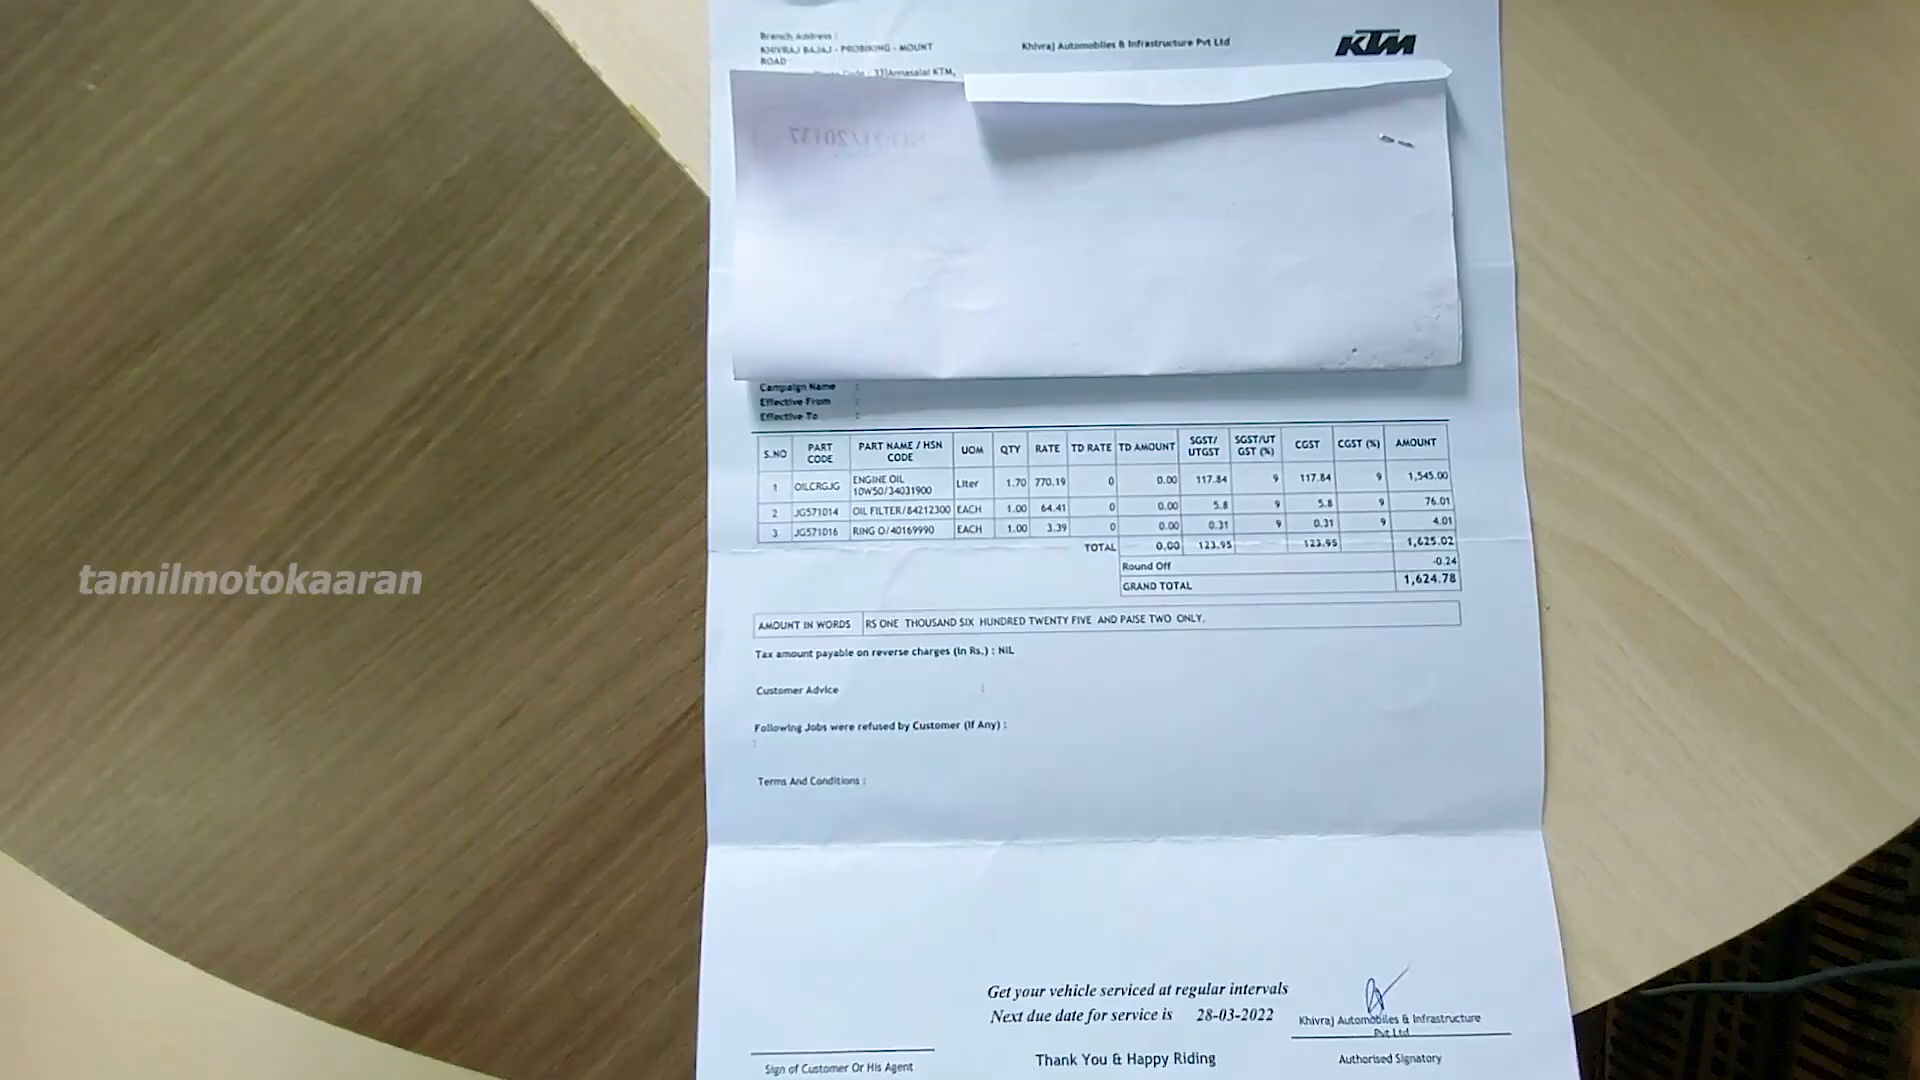 Branch Address :
KHIVRAJ BAJAJ - PROBIKING - MOUNT
ROAD
Khivraj Automobiles & Infrastructure Pvt Ltd
KTM
Code : 37|Annasalai KTM,
Campaign Name :
Effective From :
Effective To :
S.NO PART CODE PART NAME / HSN CODE UOM QTY RATE TD RATE TD AMOUNT SGST/ UTGST SGST/UT GST (%) CGST CGST (%) AMOUNT
1 OILCRGJG ENGINE OIL 10W50/34031900 Liter 1.70 770.19 0 0.00 117.84 9 117.84 9 1,545.00
2 JG571014 OIL FILTER/84212300 EACH 1.00 64.41 0 0.00 5.8 9 5.8 9 76.01
3 JG571016 RING O/40169990 EACH 1.00 3.39 0 0.00 0.31 9 0.31 9 4.01
TOTAL 0.00 123.95 123.95 1,625.02
Round Off -0.24
GRAND TOTAL 1,624.78
AMOUNT IN WORDS RS ONE THOUSAND SIX HUNDRED TWENTY FIVE AND PAISE TWO ONLY.
Tax amount payable on reverse charges (In Rs.) : NIL
Customer Advice :
Following Jobs were refused by Customer (If Any) :
:
Terms And Conditions :
Get your vehicle serviced at regular intervals
Next due date for service is 28-03-2022
Khivraj Automobiles & Infrastructure
Pvt Ltd
Thank You & Happy Riding
Authorised Signatory
Sign of Customer Or His Agent
tamilmotokaaran